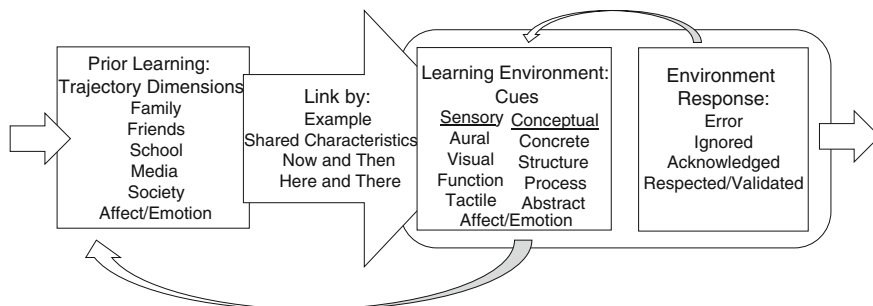 Prior Learning:
Trajectory Dimensions
Family
Friends
School
Media
Society
Affect/Emotion
Link by:
Example
Shared Characteristics
Now and Then
Here and There
Learning Environment:
Cues
Sensory Conceptual
Aural Concrete
Visual Structure
Function Process
Tactile Abstract
Affect/Emotion
Environment
Response:
Error
Ignored
Acknowledged
Respected/Validated